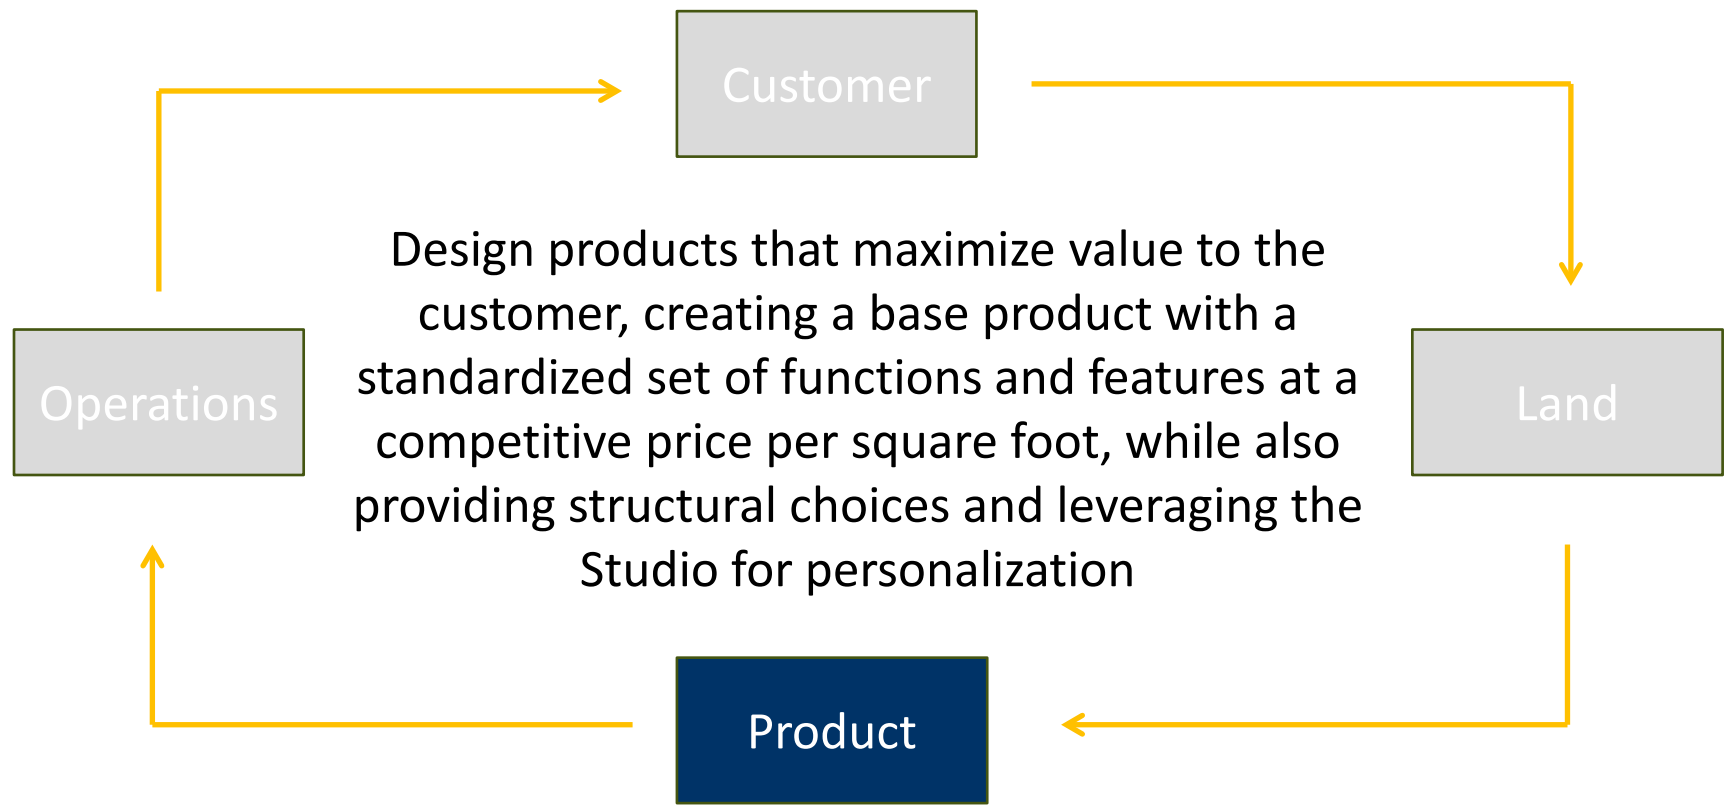 Customer
Design products that maximize value to the
customer, creating a base product with a
standardized set of functions and features at a
competitive price per square foot, while also
providing structural choices and leveraging the
Studio for personalization
Operations
Land
Product